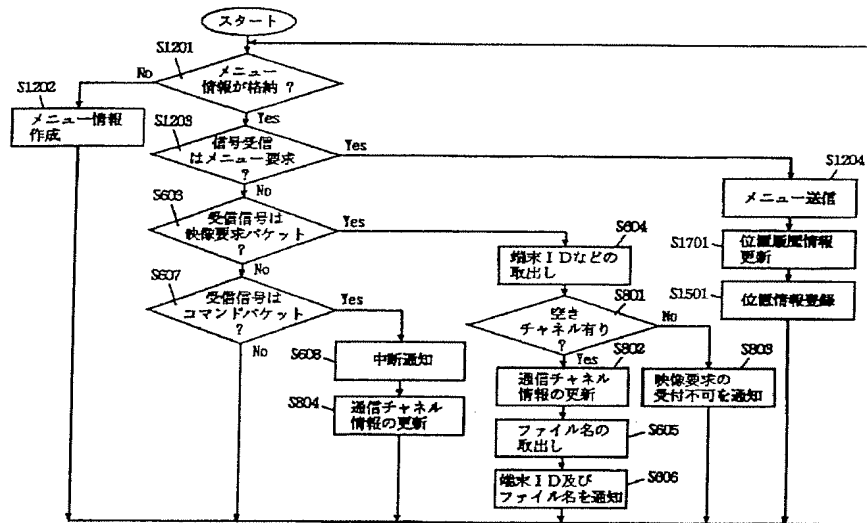 スタート
S1201
メニュー
情報が格納 ?
No
Yes
S1202
メニュー情報
作成
S1203
信号受信
はメニュー要求
?
Yes
No
S1204
メニュー送信
S603
受信信号は
映像要求パケット
?
Yes
No
S604
端末IDなどの
取出し
S1701
位置履歴情報
更新
S607
受信信号は
コマンドパケット
?
Yes
No
S801
空き
チャネル有り
?
No
Yes
S1501
位置情報登録
S608
中断通知
S802
通信チャネル
情報の更新
S803
映像要求の
受付不可を通知
S804
通信チャネル
情報の更新
S605
ファイル名の
取出し
S606
端末ID及び
ファイル名を通知